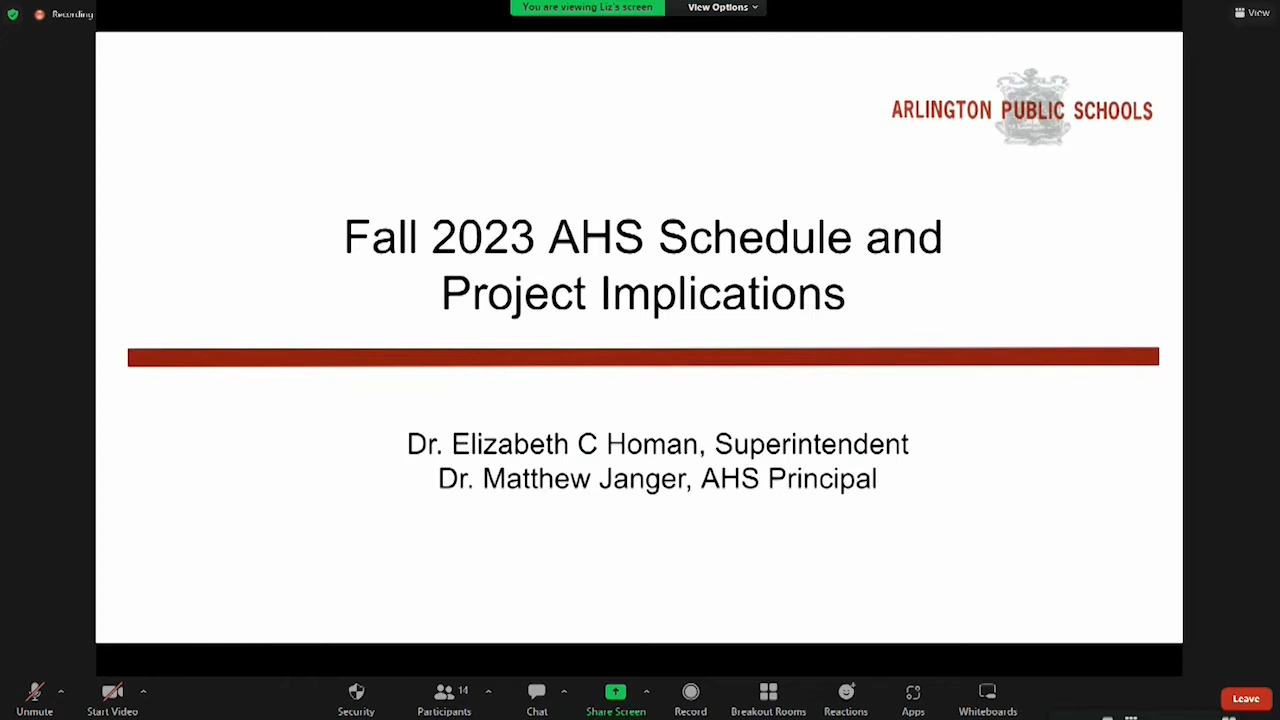 Recording
You are viewing Liz's screen
View Options
View
ARLINGTON PUBLIC SCHOOLS
Fall 2023 AHS Schedule and
Project Implications
Dr. Elizabeth C Homan, Superintendent
Dr. Matthew Janger, AHS Principal
Unmute
Start Video
Security
14
Participants
Chat
Share Screen
Record
Breakout Rooms
Reactions
Apps
Whiteboards
Leave